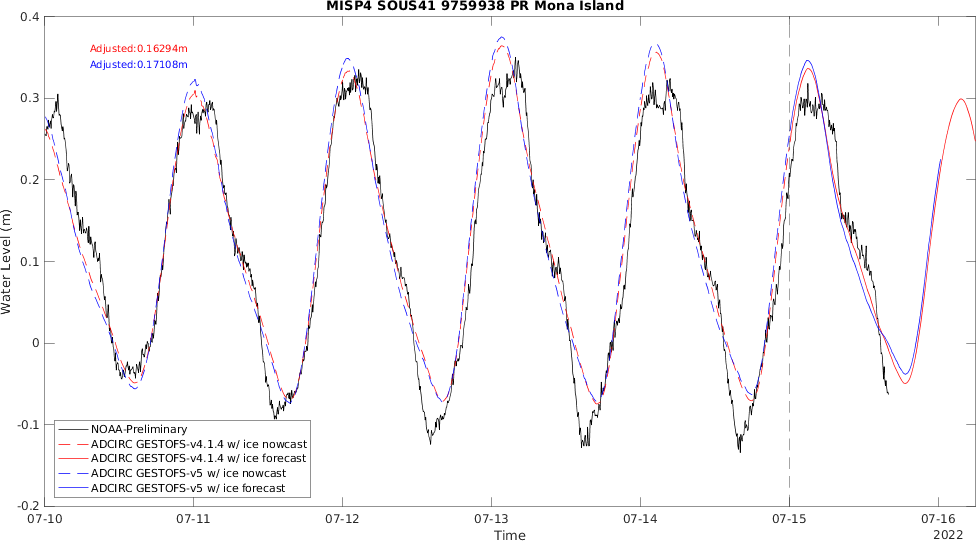 MISP4 SOUS41 9759938 PR Mona Island
Adjusted:0.16294m
Adjusted:0.17108m
0.4
0.3
0.2
0.1
0
-0.1
-0.2
Water Level (m)
NOAA-Preliminary
ADCIRC GESTOFS-v4.1.4 w/ ice nowcast
ADCIRC GESTOFS-v4.1.4 w/ ice forecast
ADCIRC GESTOFS-v5 w/ ice nowcast
ADCIRC GESTOFS-v5 w/ ice forecast
07-10 07-11 07-12 07-13 07-14 07-15 07-16
Time
2022